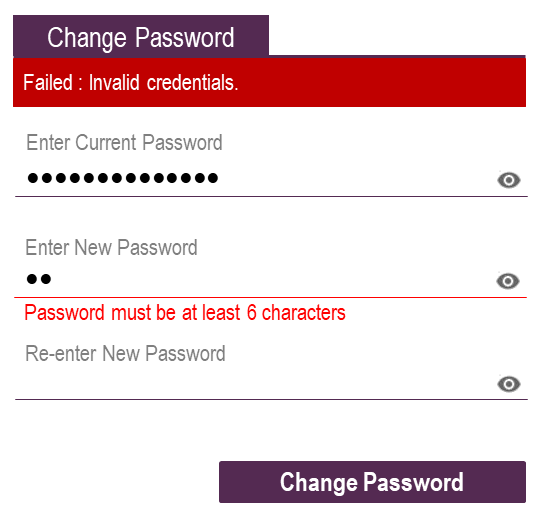 Change Password
Failed : Invalid credentials.
Enter Current Password
••••••••••••••
Enter New Password
••
Password must be at least 6 characters
Re-enter New Password
Change Password